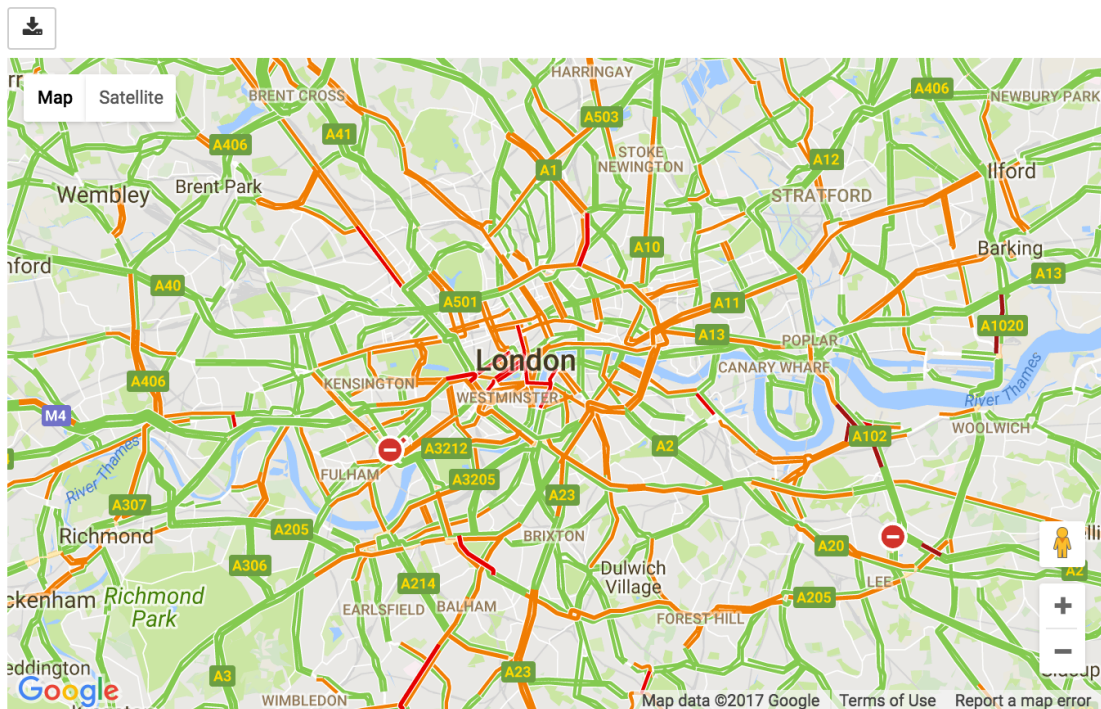 rr
Map Satellite
HARRINGAY
BRENT CROSS
A406
NEWBURY PARK
A503
A41
A406
STOKE
NEWINGTON
A12
A1
Ilford
Wembley
Brent Park
STRATFORD
A10
Barking
nford
A13
A40
A501
A11
A1020
A13
POPLAR
London
CANARY WHARF
A406
KENSINGTON
WESTMINSTER
River Thames
M4
WOOLWICH
A102
A3212
A2
River Thames
FULHAM
A3205
A23
A307
A205
Richmond
BRIXTON
A20
lli
A306
Dulwich
Village
A2
A214
LEE
ckenham
Richmond
Park
EARLSFIELD
BALHAM
A205
FOREST HILL
eddington
A3
A23
Sidcup
Google
WIMBLEDON
Map data ©2017 Google Terms of Use Report a map error